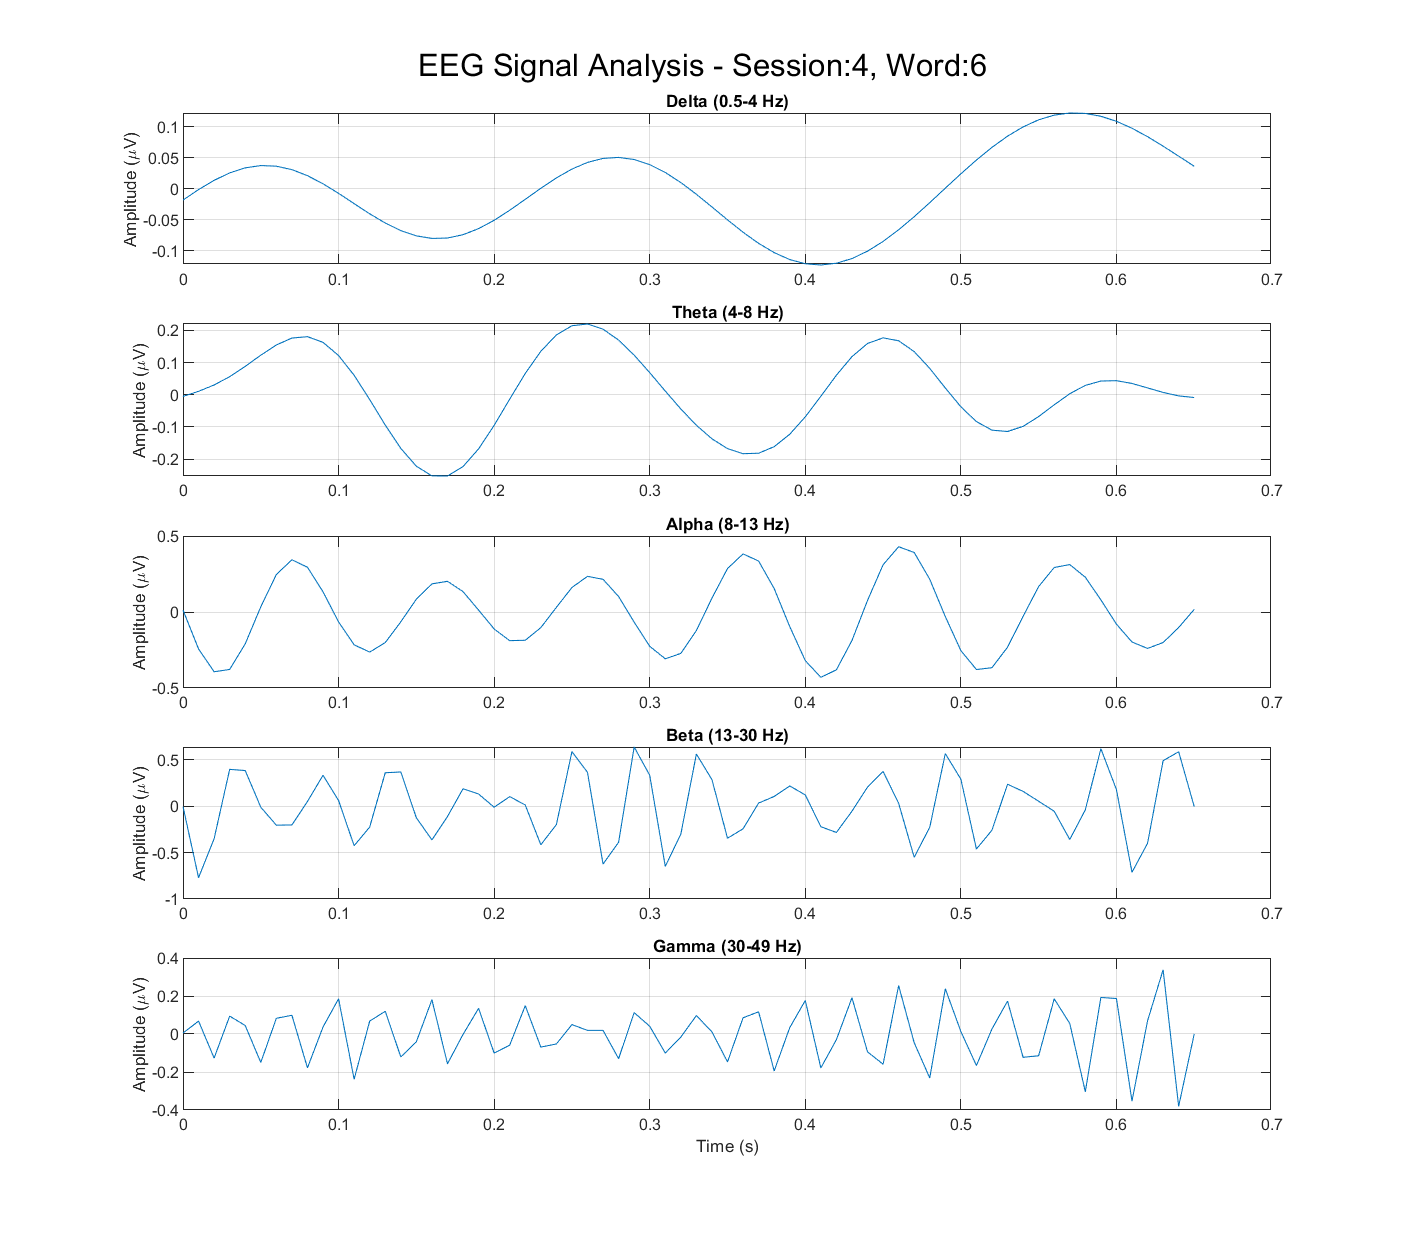 EEG Signal Analysis - Session:4, Word:6
Delta (0.5-4 Hz)
Amplitude (μV)
0.1
0.05
0
-0.05
-0.1
0 0.1 0.2 0.3 0.4 0.5 0.6 0.7
Theta (4-8 Hz)
Amplitude (μV)
0.2
0.1
0
-0.1
-0.2
0 0.1 0.2 0.3 0.4 0.5 0.6 0.7
Alpha (8-13 Hz)
Amplitude (μV)
0.5
0
-0.5
0 0.1 0.2 0.3 0.4 0.5 0.6 0.7
Beta (13-30 Hz)
Amplitude (μV)
0.5
0
-0.5
-1
0 0.1 0.2 0.3 0.4 0.5 0.6 0.7
Gamma (30-49 Hz)
Amplitude (μV)
0.4
0.2
0
-0.2
-0.4
0 0.1 0.2 0.3 0.4 0.5 0.6 0.7
Time (s)